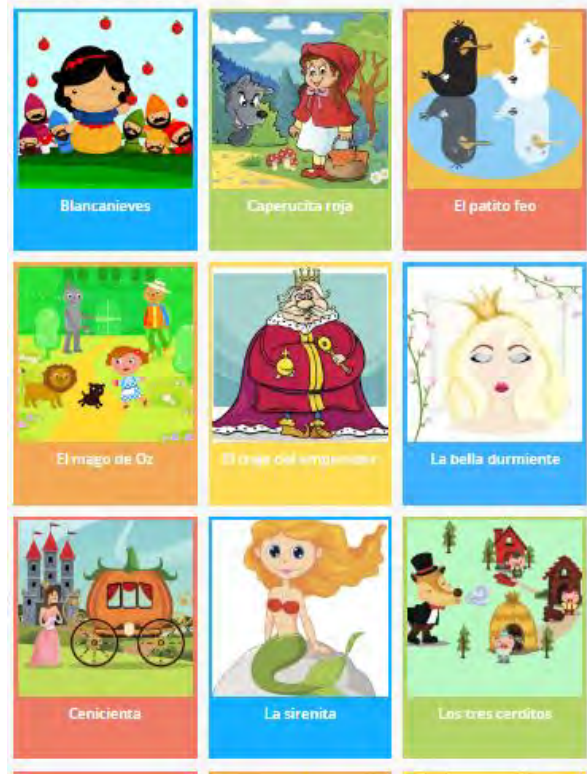 Blancanieves
Caperucita roja
El patito feo
El mago de Oz
El traje del emperador
La bella durmiente
Cenicienta
La sirenita
Los tres cerditos